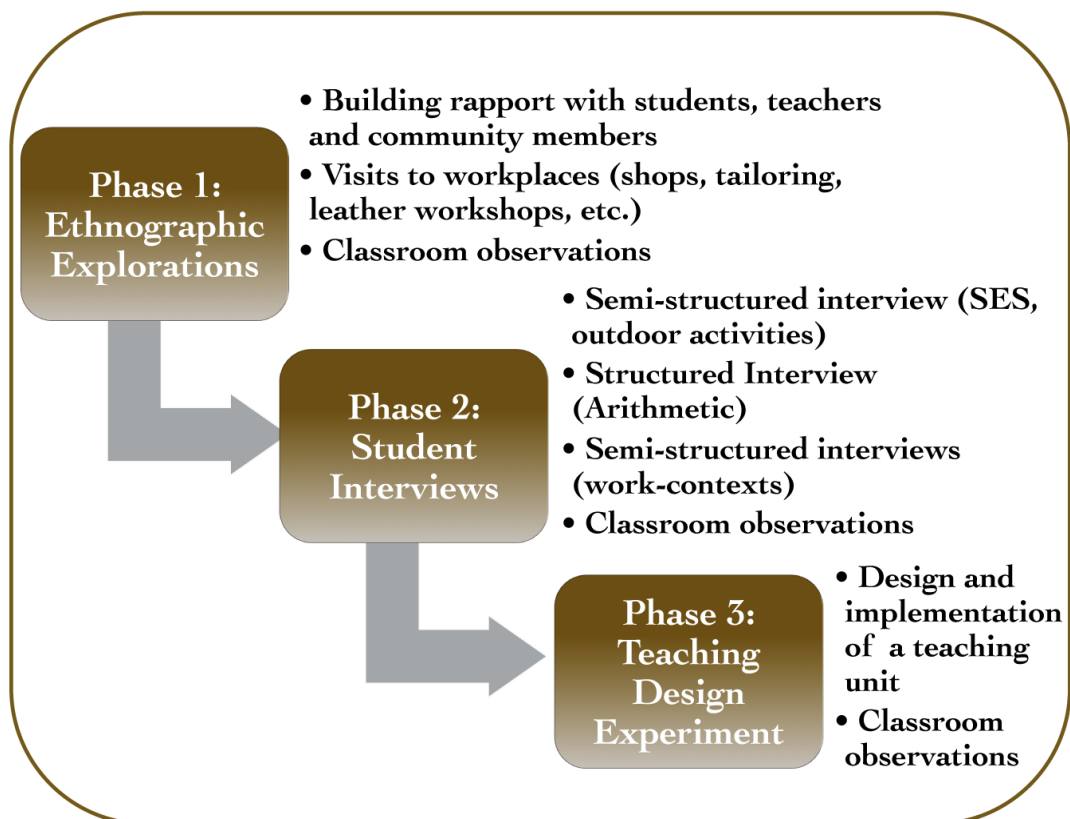 Phase 1:
Ethnographic
Explorations
• Building rapport with students, teachers
and community members
• Visits to workplaces (shops, tailoring,
leather workshops, etc.)
• Classroom observations
Phase 2:
Student
Interviews
• Semi-structured interview (SES,
outdoor activities)
• Structured Interview
(Arithmetic)
• Semi-structured interviews
(work-contexts)
• Classroom observations
Phase 3:
Teaching
Design
Experiment
• Design and
implementation
of a teaching
unit
• Classroom
observations